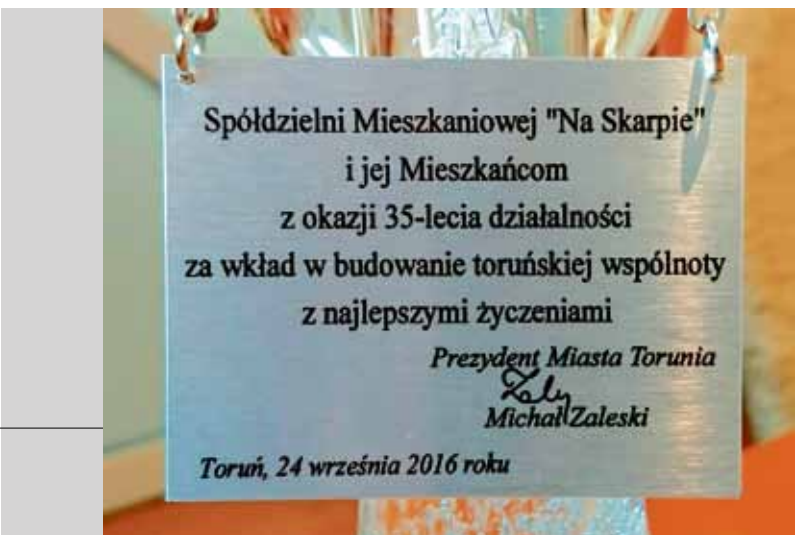 Spółdzielni Mieszkaniowej "Na Skarpie"
i jej Mieszkańcom
z okazji 35-lecia działalności
za wkład w budowanie toruńskiej wspólnoty
z najlepszymi życzeniami
Prezydent Miasta Torunia
Michał Zaleski
Toruń, 24 września 2016 roku